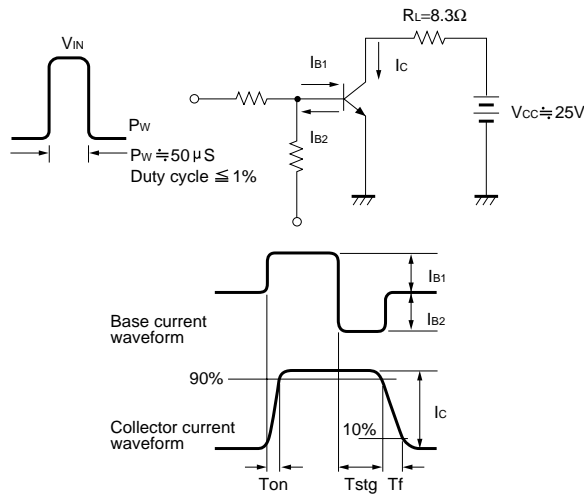 RL=8.3Ω
VIN
IB1
IC
IB2
VCC≒25V
PW
PW≒50μS
Duty cycle ≦ 1%
IB1
IB2
Base current
waveform
90%
IC
Collector current
waveform
10%
Ton
Tstg
Tf